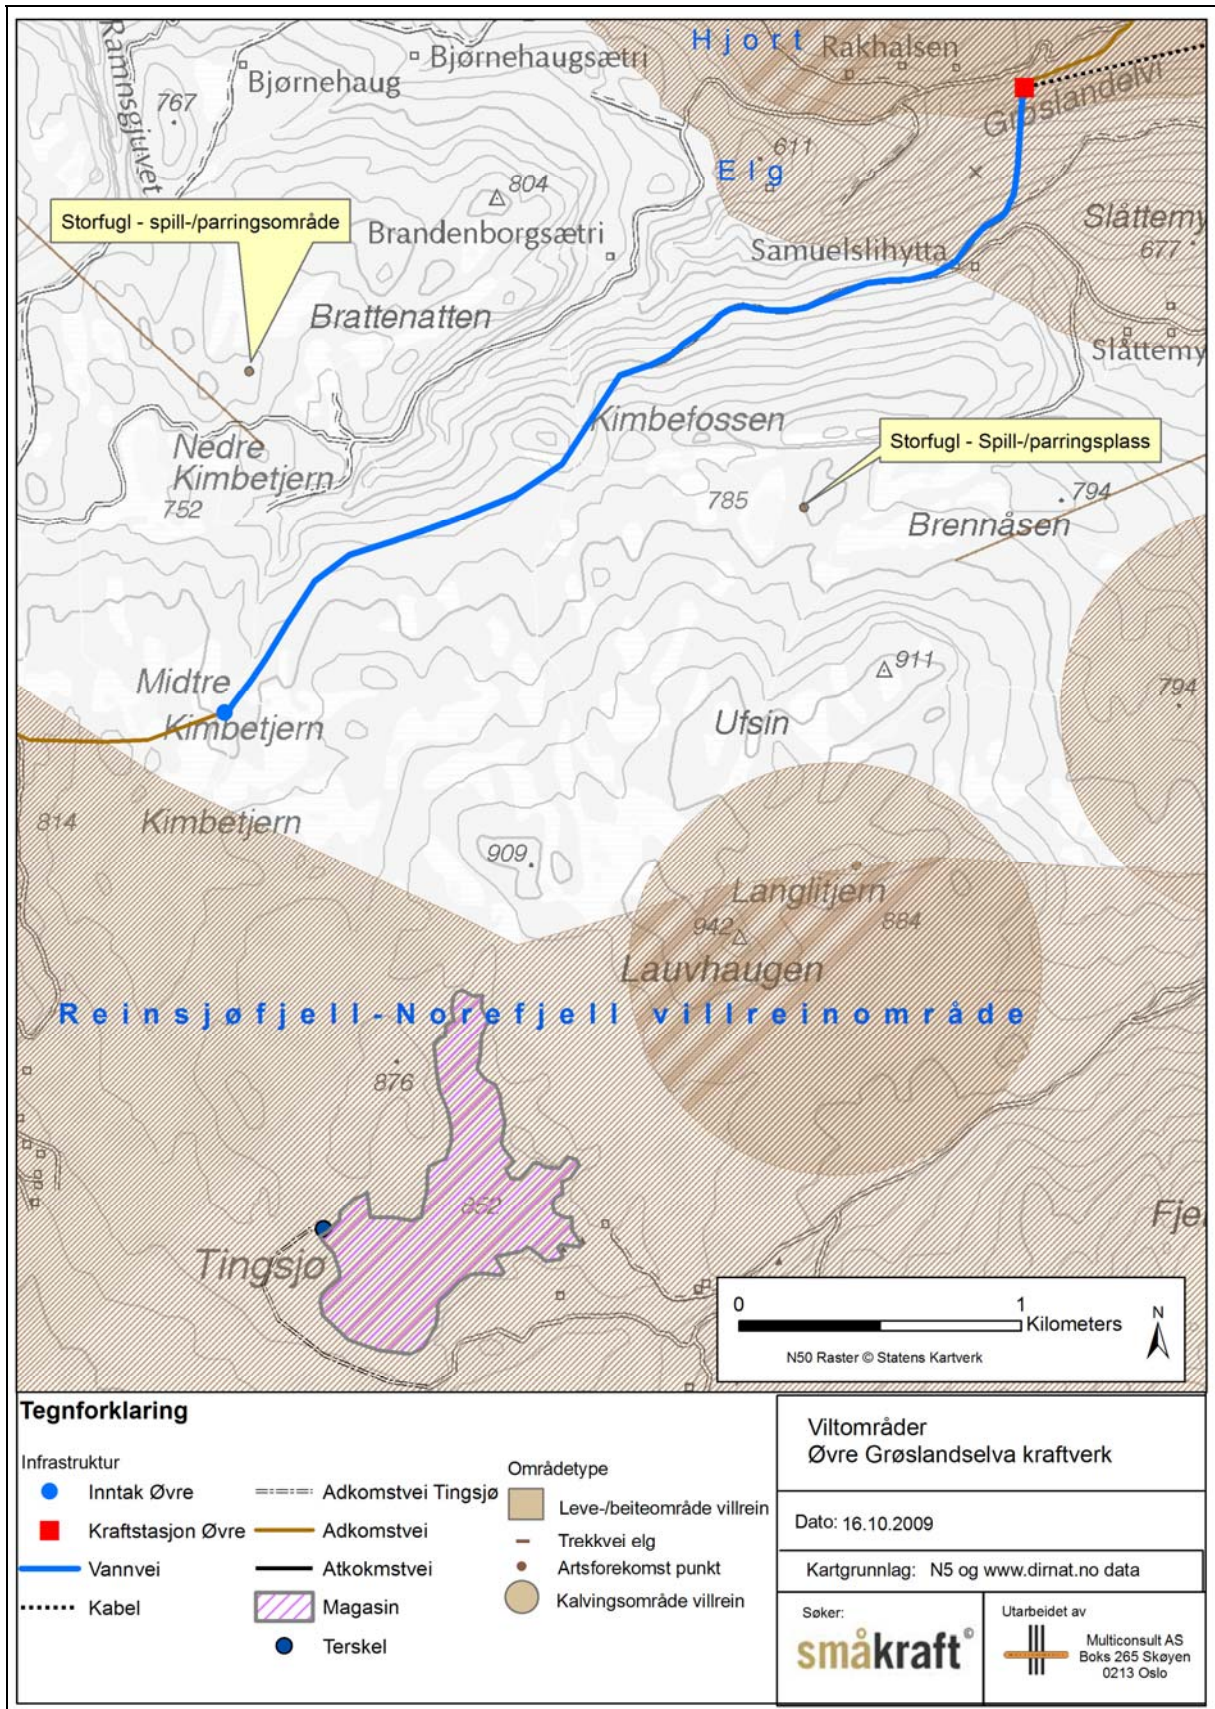 Hjort
Rakhalsen
Bjørnehaugsætri
Bjørnehaug
Ramnsgjuvet
767
Grøslandelvi
611
Elg
804
Storfugl - spill-/parringsområde
Brandenborgsætri
Samuelslihytta
Slåttemy
677
Brattenatten
Slåttemy
Kimbefossen
Storfugl - Spill-/parringsplass
Nedre
Kimbetjern
752
785
794
Brennåsen
911
Midtre
Kimbetjern
Ufsin
794
814
Kimbetjern
909
Langlitjern
942
884
Lauvhaugen
Reinsjøfjell-Norefjell villreinområde
876
852
Tingsjø
Fje
0 1
Kilometers
N
N50 Raster © Statens Kartverk
Tegnforklaring
Infrastruktur
Inntak Øvre
Kraftstasjon Øvre
Vannvei
Kabel
Adkomstvei Tingsjø
Adkomstvei
Atkokmstvei
Magasin
Terskel
Områdetype
Leve-/beiteområde villrein
Trekkvei elg
Artsforekomst punkt
Kalvingsområde villrein
Viltområder
Øvre Grøslandselva kraftverk
Dato: 16.10.2009
Kartgrunnlag: N5 og www.dirnat.no data
Søker:
småkraft©
Utarbeidet av
Multiconsult AS
Boks 265 Skøyen
0213 Oslo